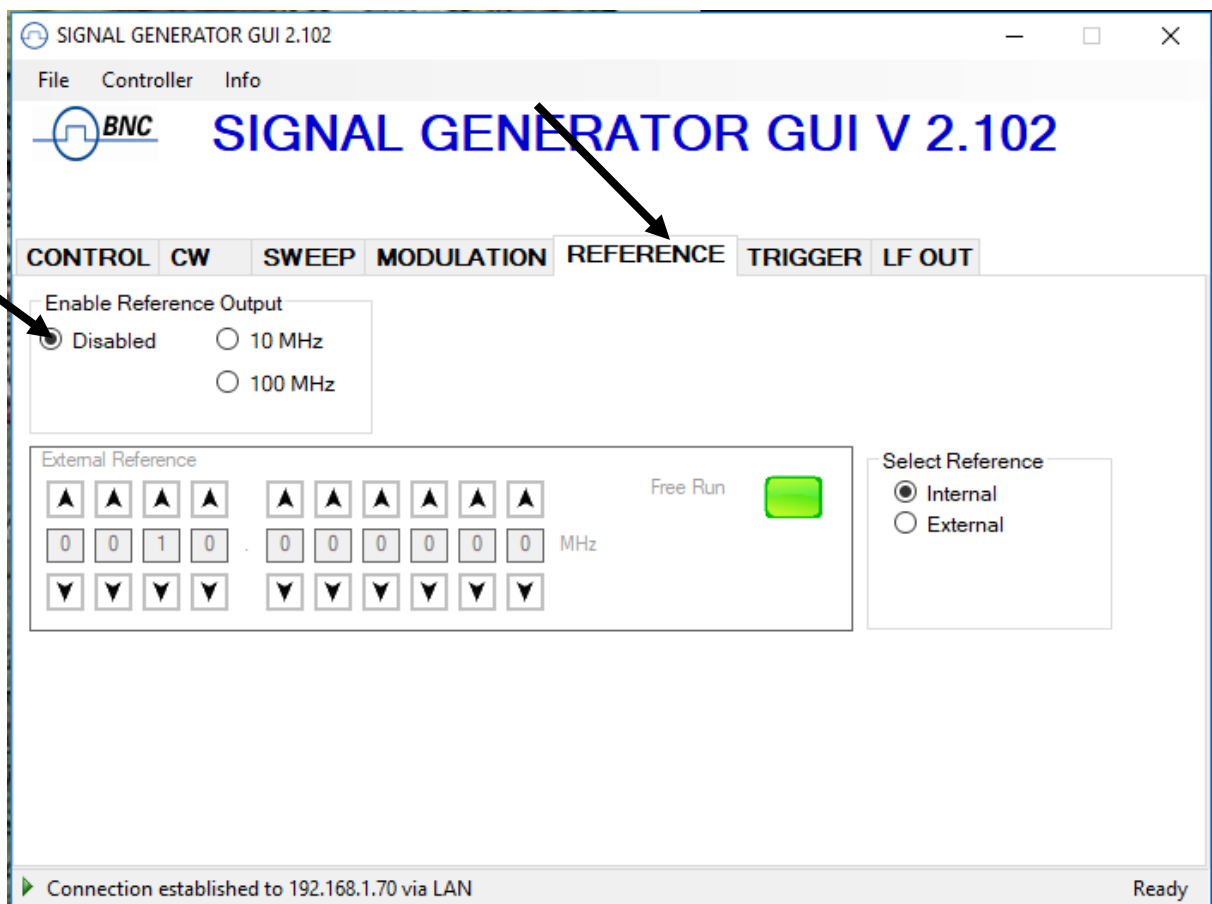 SIGNAL GENERATOR GUI 2.102
File Controller Info
BNC SIGNAL GENERATOR GUI V 2.102
CONTROL CW SWEEP MODULATION REFERENCE TRIGGER LF OUT
Enable Reference Output
Disabled 10 MHz
100 MHz
External Reference
Free Run
0 0 1 0 . 0 0 0 0 0 0 MHz
Select Reference
Internal
External
Connection established to 192.168.1.70 via LAN Ready